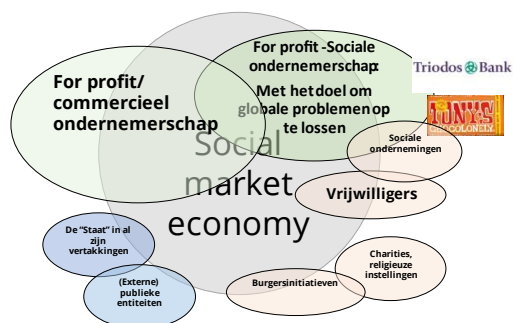 For profit/
commercieel
ondernemerschap
For profit -Sociale
ondernemerschap:
Met het doel om
globale problemen op
te lossen
Triodos Bank
TONY'S
CHOCOLONELY
Social
market
economy
Sociale
ondernemingen
Vrijwilligers
De “Staat” in al
zijn
vertakkingen
(Externe)
publieke
entiteiten
Charities,
religieuze
instellingen
Burgersinitiatieven